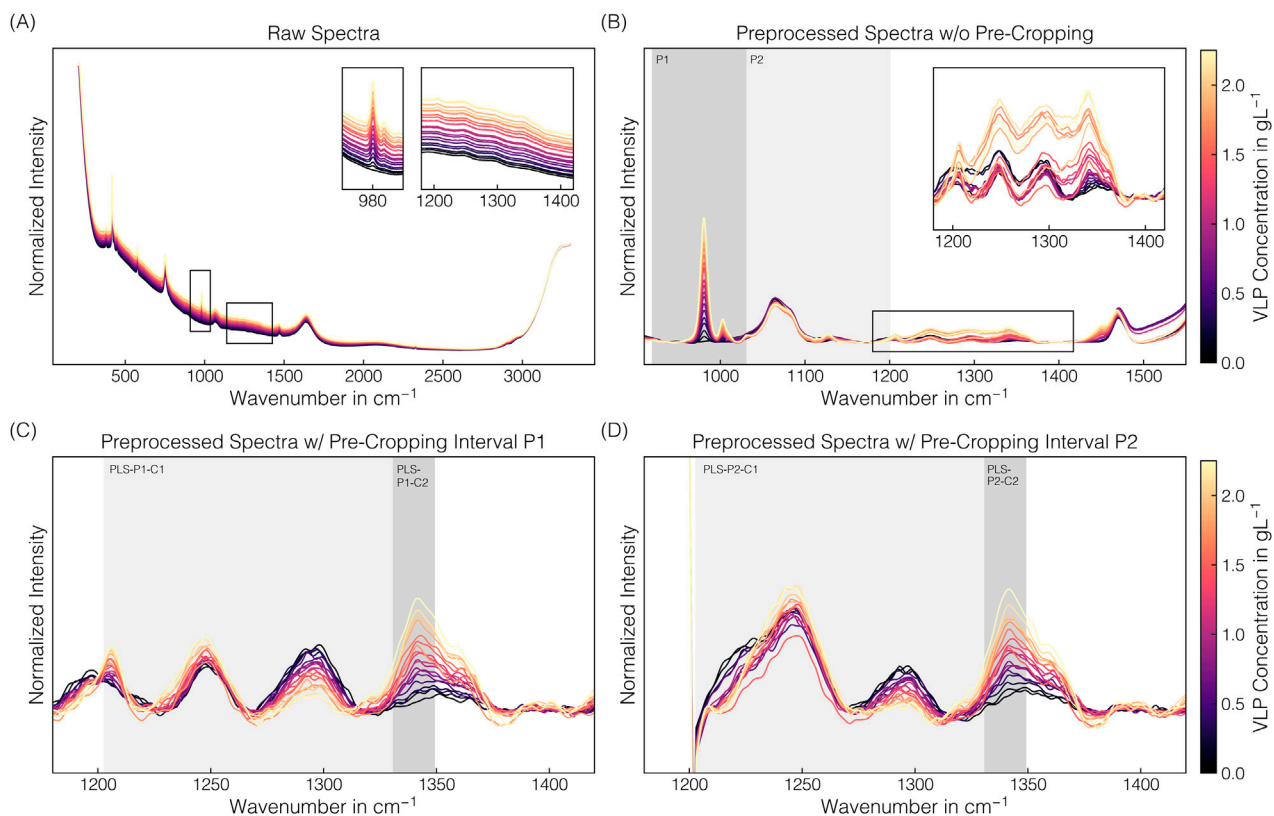 (A)
Raw Spectra
Normalized Intensity
980
1200
1300
1400
500
1000
1500
2000
2500
3000
Wavenumber in cm⁻¹
(B)
Preprocessed Spectra w/o Pre-Cropping
P1
P2
Normalized Intensity
1200
1300
1400
1000
1100
1200
1300
1400
1500
Wavenumber in cm⁻¹
2.0
1.5
1.0
0.5
0.0
VLP Concentration in gL⁻¹
(C)
Preprocessed Spectra w/ Pre-Cropping Interval P1
PLS-P1-C1
PLS-
P1-C2
Normalized Intensity
1200
1250
1300
1350
1400
Wavenumber in cm⁻¹
(D)
Preprocessed Spectra w/ Pre-Cropping Interval P2
PLS-P2-C1
PLS-
P2-C2
Normalized Intensity
1200
1250
1300
1350
1400
Wavenumber in cm⁻¹
2.0
1.5
1.0
0.5
0.0
VLP Concentration in gL⁻¹